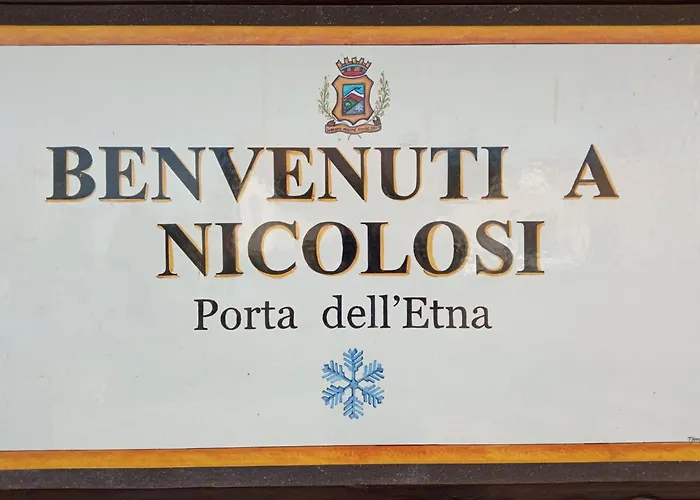 BENVENUTI A
NICOLOSI
Porta dell'Etna